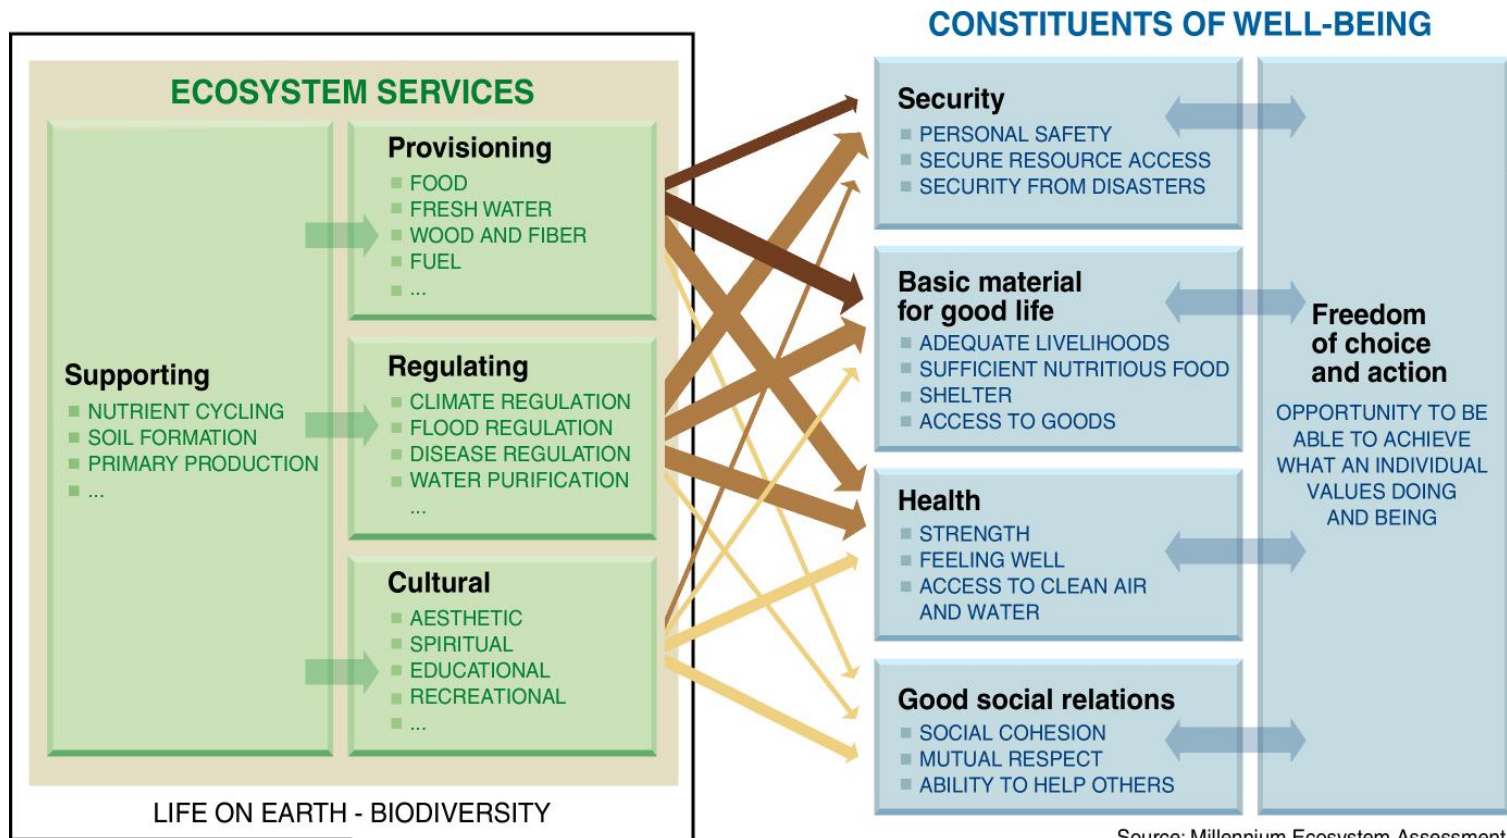 CONSTITUENTS OF WELL-BEING
ECOSYSTEM SERVICES
Supporting
NUTRIENT CYCLING
SOIL FORMATION
PRIMARY PRODUCTION
...
Provisioning
FOOD
FRESH WATER
WOOD AND FIBER
FUEL
...
Regulating
CLIMATE REGULATION
FLOOD REGULATION
DISEASE REGULATION
WATER PURIFICATION
...
Cultural
AESTHETIC
SPIRITUAL
EDUCATIONAL
RECREATIONAL
...
LIFE ON EARTH - BIODIVERSITY
Security
PERSONAL SAFETY
SECURE RESOURCE ACCESS
SECURITY FROM DISASTERS
Basic material
for good life
ADEQUATE LIVELIHOODS
SUFFICIENT NUTRITIOUS FOOD
SHELTER
ACCESS TO GOODS
Health
STRENGTH
FEELING WELL
ACCESS TO CLEAN AIR
AND WATER
Good social relations
SOCIAL COHESION
MUTUAL RESPECT
ABILITY TO HELP OTHERS
Freedom
of choice
and action
OPPORTUNITY TO BE
ABLE TO ACHIEVE
WHAT AN INDIVIDUAL
VALUES DOING
AND BEING
Source: Millennium Ecosystem Assessment